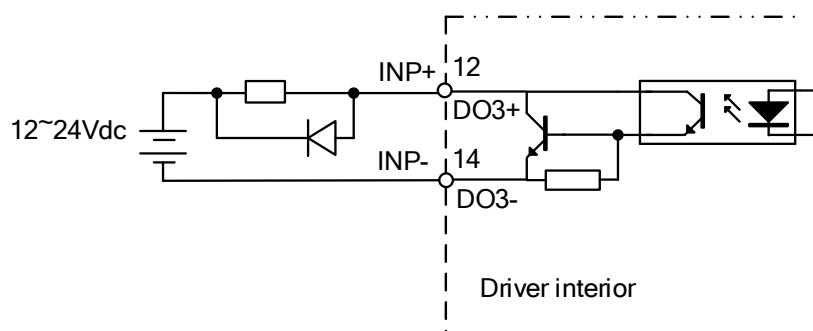 INP+
12
DO3+
12~24Vdc
INP-
14
DO3-
Driver interior